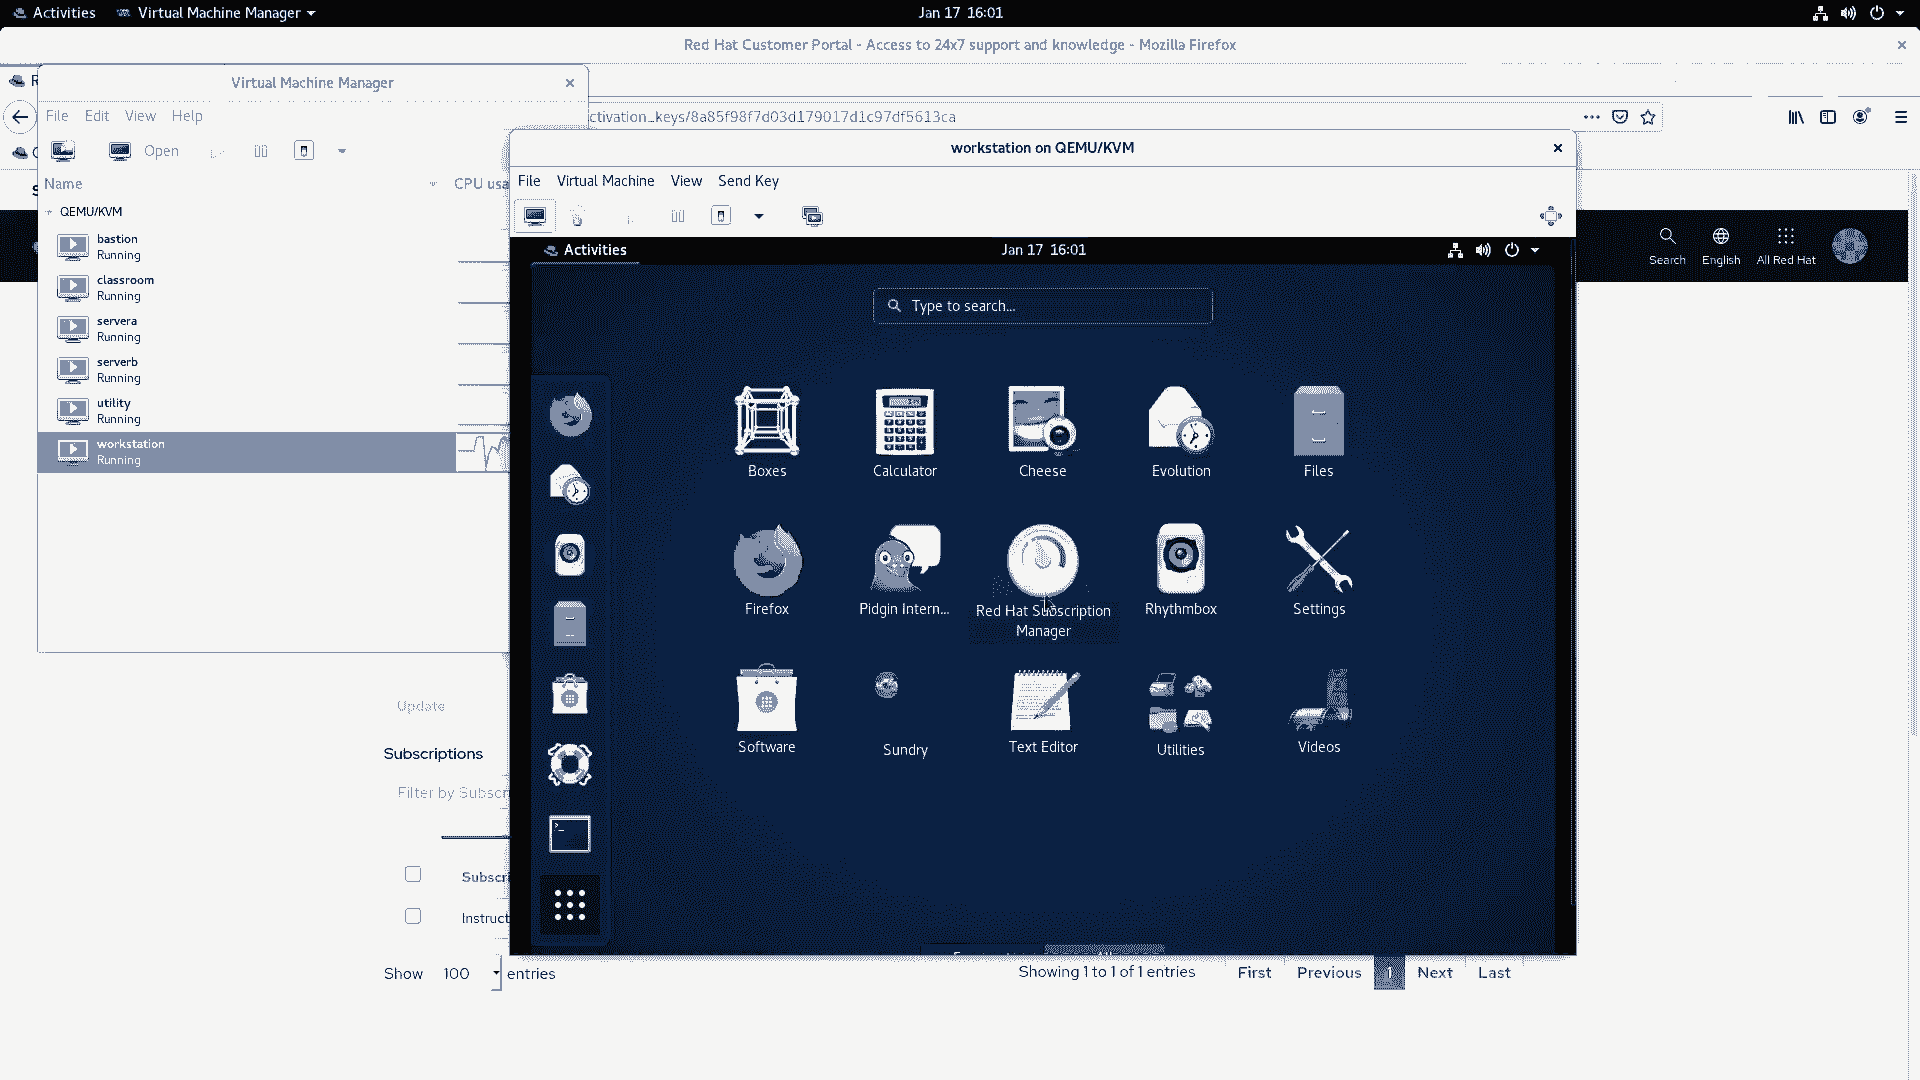 Activities
Virtual Machine Manager
Jan 17 16:01
Red Hat Customer Portal - Access to 24x7 support and knowledge - Mozilla Firefox
Virtual Machine Manager
File Edit View Help
ctivation_keys/8a85f98f7d03d179017d1c97df5613ca
Open
Name
CPU usa
QEMU/KVM
bastion
Running
classroom
Running
servera
Running
serverb
Running
utility
Running
workstation
Running
workstation on QEMU/KVM
File Virtual Machine View Send Key
Activities
Jan 17 16:01
Type to search...
Boxes
Calculator
Cheese
Evolution
Files
Firefox
Pidgin Intern...
Red Hat Subscription
Manager
Rhythmbox
Settings
Software
Sundry
Text Editor
Utilities
Videos
Search
English
All Red Hat
Update
Subscriptions
Filter by Subscr
Subscri
Instruct
Show 100 entries
Showing 1 to 1 of 1 entries
First Previous 1 Next Last